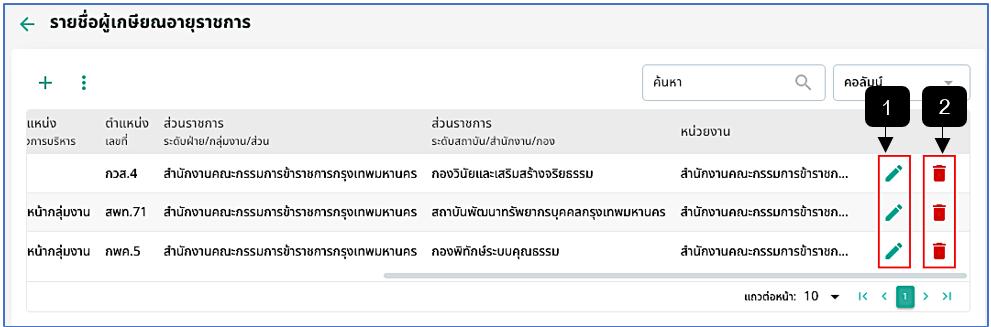 รายชื่อผู้เกษียณอายุราชการ
ค้นหา
คอลัมน์
1
2
แหน่ง
งการบริหาร
ตำแหน่ง
เลขที่
ส่วนราชการ
ระดับฝ่าย/กลุ่มงาน/ส่วน
ส่วนราชการ
ระดับสถาบัน/สำนักงาน/กอง
หน่วยงาน
กวส.4 สำนักงานคณะกรรมการข้าราชการกรุงเทพมหานคร กองวินัยและเสริมสร้างจริยธรรม สำนักงานคณะกรรมการข้าราชก...
หน้ากลุ่มงาน สพท.71 สำนักงานคณะกรรมการข้าราชการกรุงเทพมหานคร สถาบันพัฒนาทรัพยากรบุคคลกรุงเทพมหานคร สำนักงานคณะกรรมการข้าราชก...
หน้ากลุ่มงาน กพค.5 สำนักงานคณะกรรมการข้าราชการกรุงเทพมหานคร กองพิทักษ์ระบบคุณธรรม สำนักงานคณะกรรมการข้าราชก...
แถวต่อหน้า: 10 1